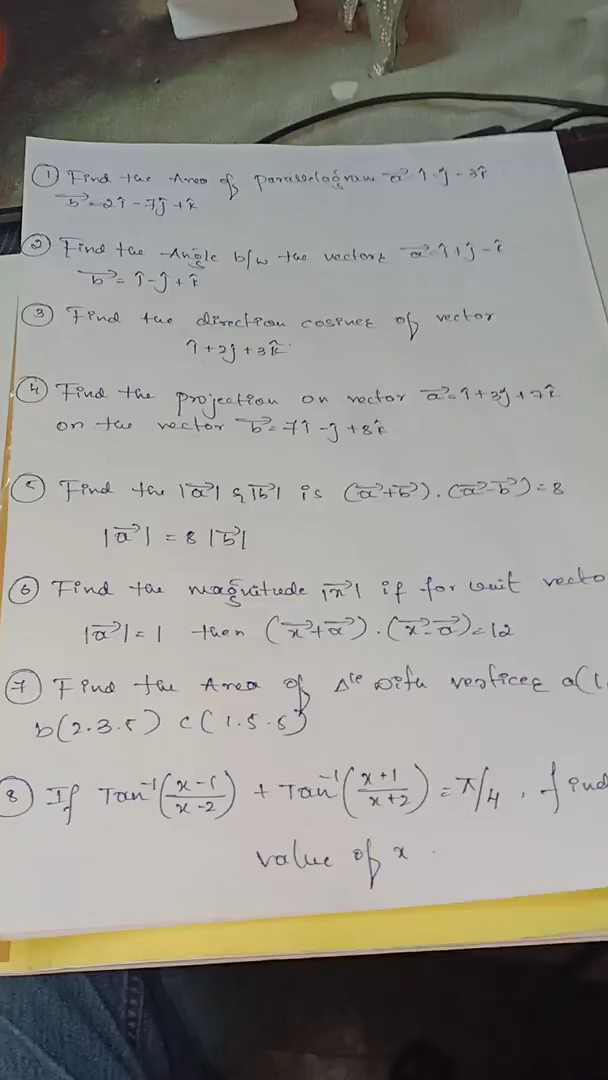 ① Find the Area of parallelogram a⃗ î-ĵ-3k̂
b⃗=2î-7ĵ+k̂
② Find the Angle b/w the vectors a⃗=î+ĵ-k̂
b⃗=î-ĵ+k̂
③ Find the direction cosines of vector
î+2ĵ+3k̂
④ Find the projection on vector a⃗=î+3ĵ+7k̂
on the vector b⃗=7î-ĵ+8k̂
⑤ Find the |a⃗| & |b⃗| is (a⃗+b⃗).(a⃗-b⃗)=8
|a⃗|=8|b⃗|
⑥ Find the magnitude |x⃗| if for unit vecto
|a⃗|=1 then (x⃗+a⃗).(x⃗-a⃗)=12
⑦ Find the Area of Δle with vertices a(1.
b(2.3.5) c(1.5.5)
⑧ If Tan⁻¹(x-1/x-2) + Tan⁻¹(x+1/x+2) = π/4, find
value of x.